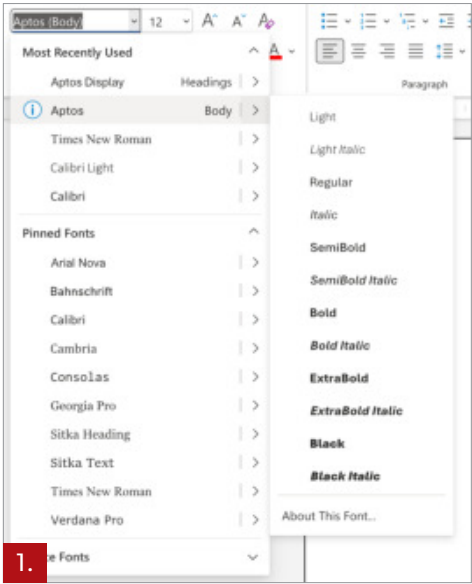 Aptos (Body) 12 A A A
Most Recently Used A
Aptos Display Headings
Aptos Body
Times New Roman
Calibri Light
Calibri
Pinned Fonts
Arial Nova
Bahnschrift
Calibri
Cambria
Consolas
Georgia Pro
Sitka Heading
Sitka Text
Times New Roman
Verdana Pro
Fonts
1.
Paragraph
Light
Light Italic
Regular
Italic
SemiBold
SemiBold Italic
Bold
Bold Italic
ExtraBold
ExtraBold Italic
Black
Black Italic
About This Font...